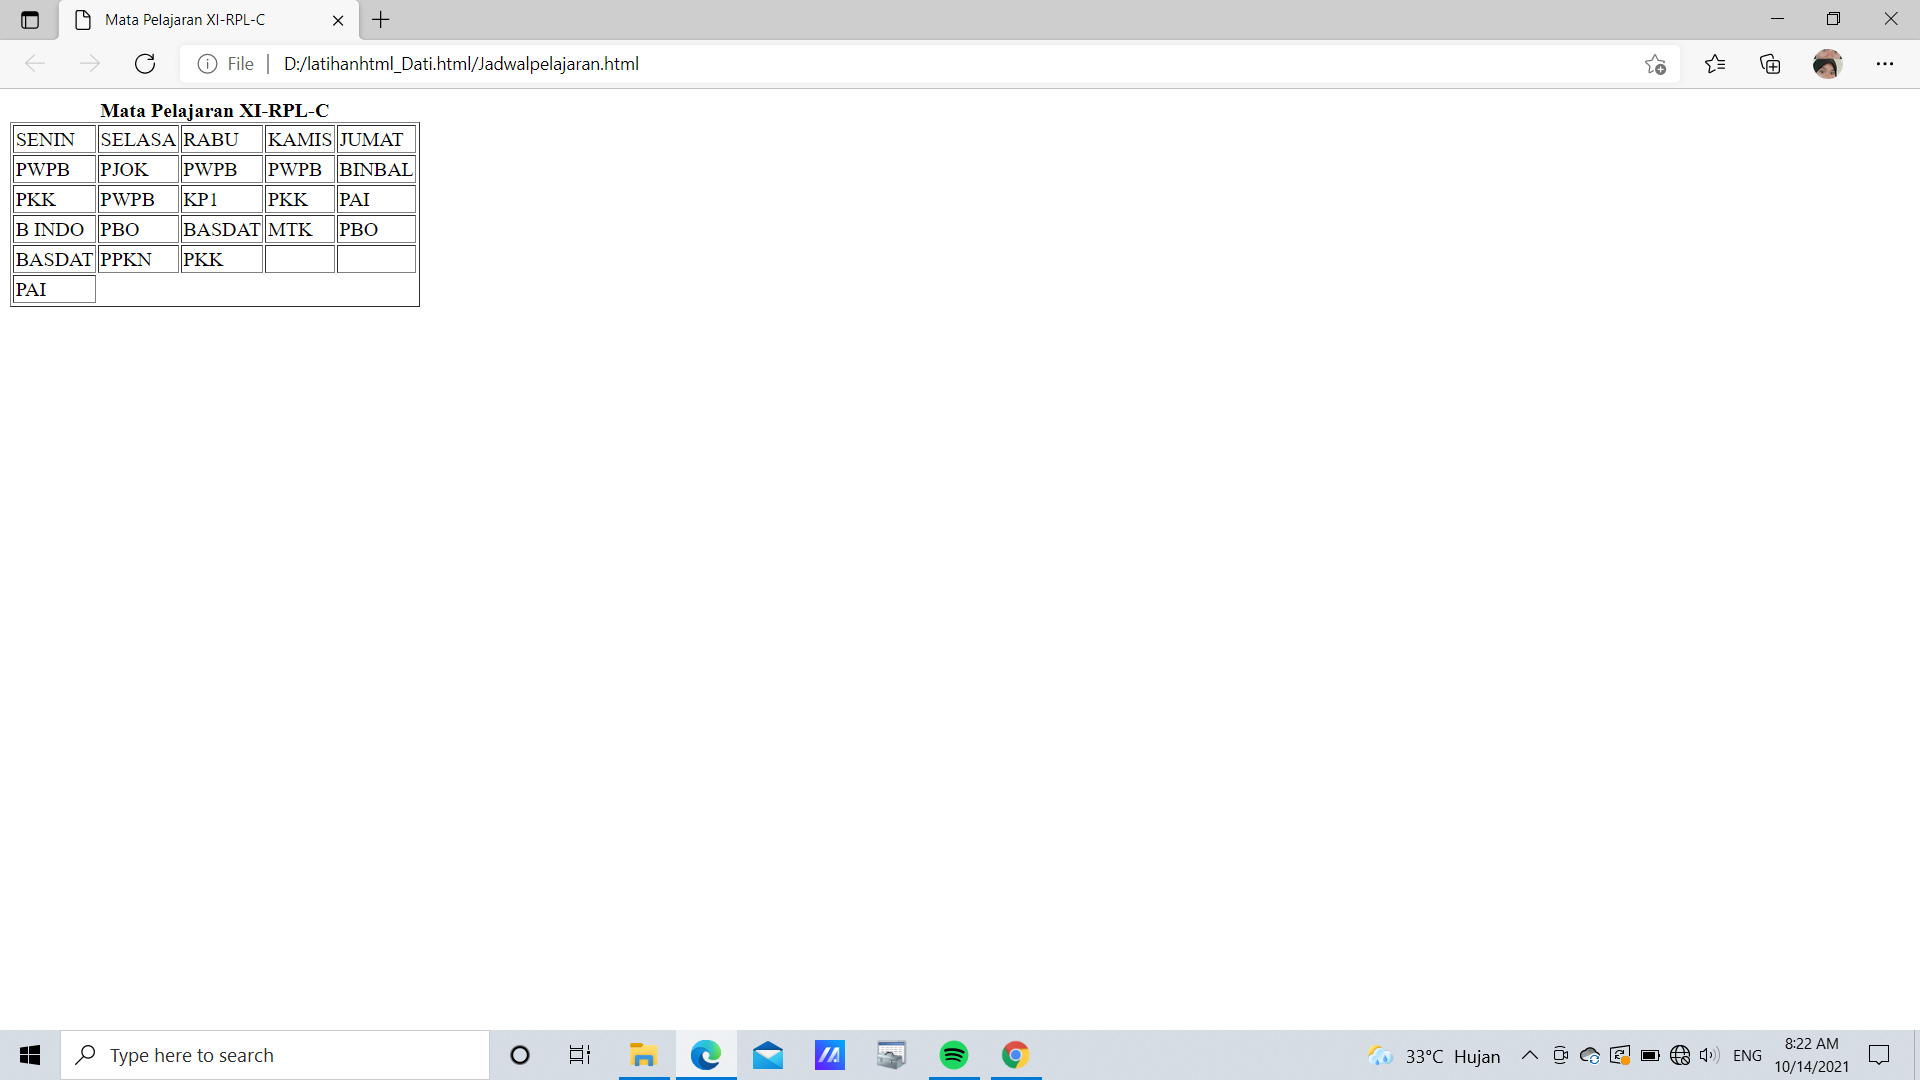 Mata Pelajaran XI-RPL-C
File | D:/latihanhtml_Dati.html/Jadwalpelajaran.html
Mata Pelajaran XI-RPL-C
SENIN SELASA RABU KAMIS JUMAT
PWPB PJOK PWPB PWPB BINBAL
PKK PWPB KP1 PKK PAI
B INDO PBO BASDAT MTK PBO
BASDAT PPKN PKK
PAI
Type here to search
33°C Hujan
ENG
8:22 AM
10/14/2021